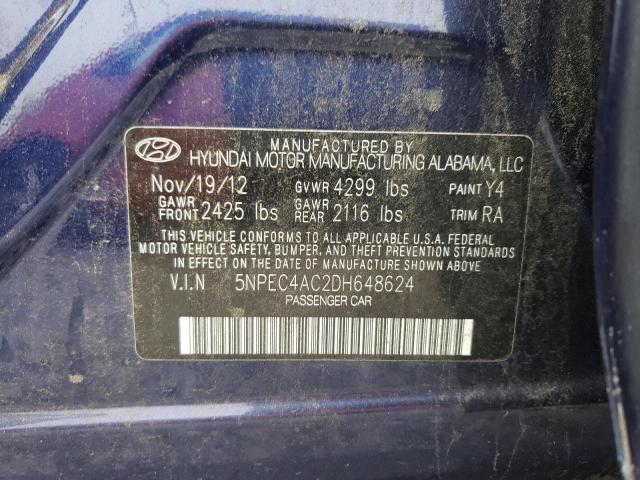 MANUFACTURED BY
HYUNDAI MOTOR MANUFACTURING ALABAMA, LLC
Nov/19/12 GVWR 4299 lbs PAINT Y4
GAWR FRONT 2425 lbs GAWR REAR 2116 lbs TRIM RA
THIS VEHICLE CONFORMS TO ALL APPLICABLE U.S.A. FEDERAL
MOTOR VEHICLE SAFETY, BUMPER, AND THEFT PREVENTION STANDARDS
IN EFFECT ON THE DATE OF MANUFACTURE SHOWN ABOVE.
V.I.N 5NPEC4AC2DH648624
PASSENGER CAR